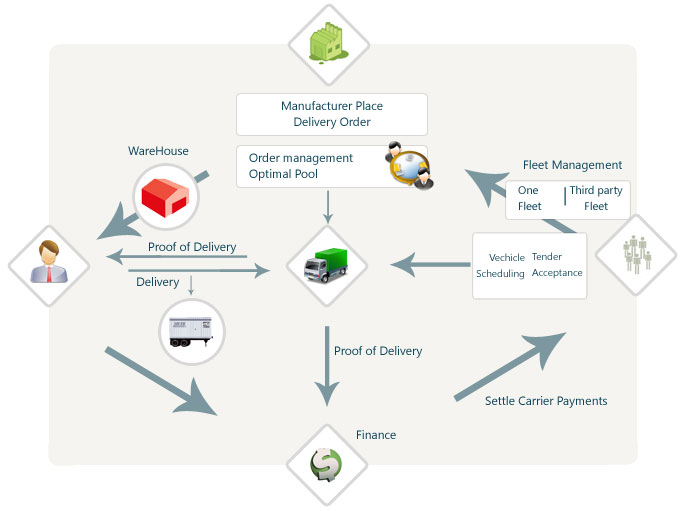 Manufacturer Place
Delivery Order
Order management
Optimal Pool
WareHouse
Fleet Management
One
Fleet
Third party
Fleet
Proof of Delivery
Delivery
Vechicle
Scheduling
Tender
Acceptance
Proof of Delivery
Settle Carrier Payments
Finance